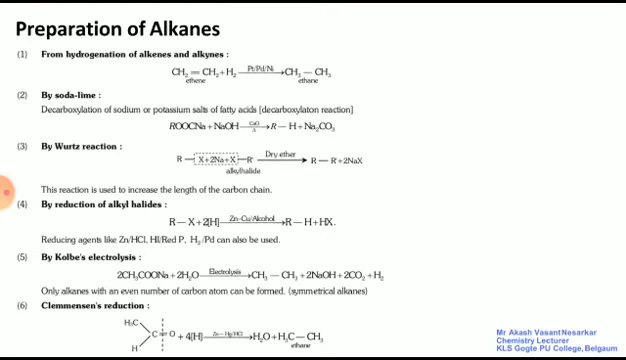 Preparation of Alkanes
(1) From hydrogenation of alkenes and alkynes :
CH₂ = CH₂ + H₂ —Pt/Pd/Ni→ CH₃ — CH₃
ethene ethane
(2) By soda-lime :
Decarboxylation of sodium or potassium salts of fatty acids [decarboxylaton reaction]
ROOCNa + NaOH —CaO/Δ→ R — H + Na₂CO₃
(3) By Wurtz reaction :
R — X + 2Na + X — R' —Dry ether→ R — R' + 2NaX
alkylhalide
This reaction is used to increase the length of the carbon chain.
(4) By reduction of alkyl halides :
R — X + 2[H] —Zn-Cu/Alcohol→ R — H + HX.
Reducing agents like Zn/HCl, HI/Red P, H₂/Pd can also be used.
(5) By Kolbe's electrolysis :
2CH₃COONa + 2H₂O —Electrolysis→ CH₃ — CH₃ + 2NaOH + 2CO₂ + H₂
Only alkanes with an even number of carbon atom can be formed. (symmetrical alkanes)
(6) Clemmensen's reduction :
H₃C
C = O + 4[H] —Zn-Hg/HCl→ H₂O + H₃C — CH₃
H ethane
Mr Akash Vasant Nesarkar
Chemistry Lecturer
KLS Gogte PU College, Belgaum